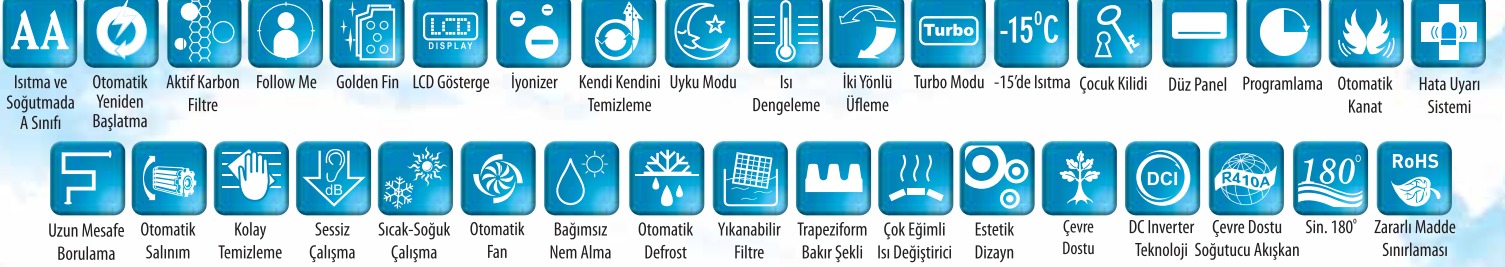 AA
LCD
DISPLAY
Turbo
-15⁰C
Isıtma ve
Soğutmada
A Sınıfı
Otomatik
Yeniden
Başlatma
Aktif Karbon
Filtre
Follow Me
Golden Fin
LCD Gösterge
İyonizer
Kendi Kendini
Temizleme
Uyku Modu
Isı
Dengeleme
İki Yönlü
Üfleme
Turbo Modu
-15'de Isıtma
Çocuk Kilidi
Düz Panel
Programlama
Otomatik
Kanat
Hata Uyarı
Sistemi
dB
DCI
R410A
180°
RoHS
Uzun Mesafe
Borulama
Otomatik
Salınım
Kolay
Temizleme
Sessiz
Çalışma
Sıcak-Soğuk
Çalışma
Otomatik
Fan
Bağımsız
Nem Alma
Otomatik
Defrost
Yıkanabilir
Filtre
Trapeziform
Bakır Şekli
Çok Eğimli
Isı Değiştirici
Estetik
Dizayn
Çevre
Dostu
DC Inverter
Teknoloji
Çevre Dostu
Soğutucu Akışkan
Sin. 180°
Zararlı Madde
Sınırlaması